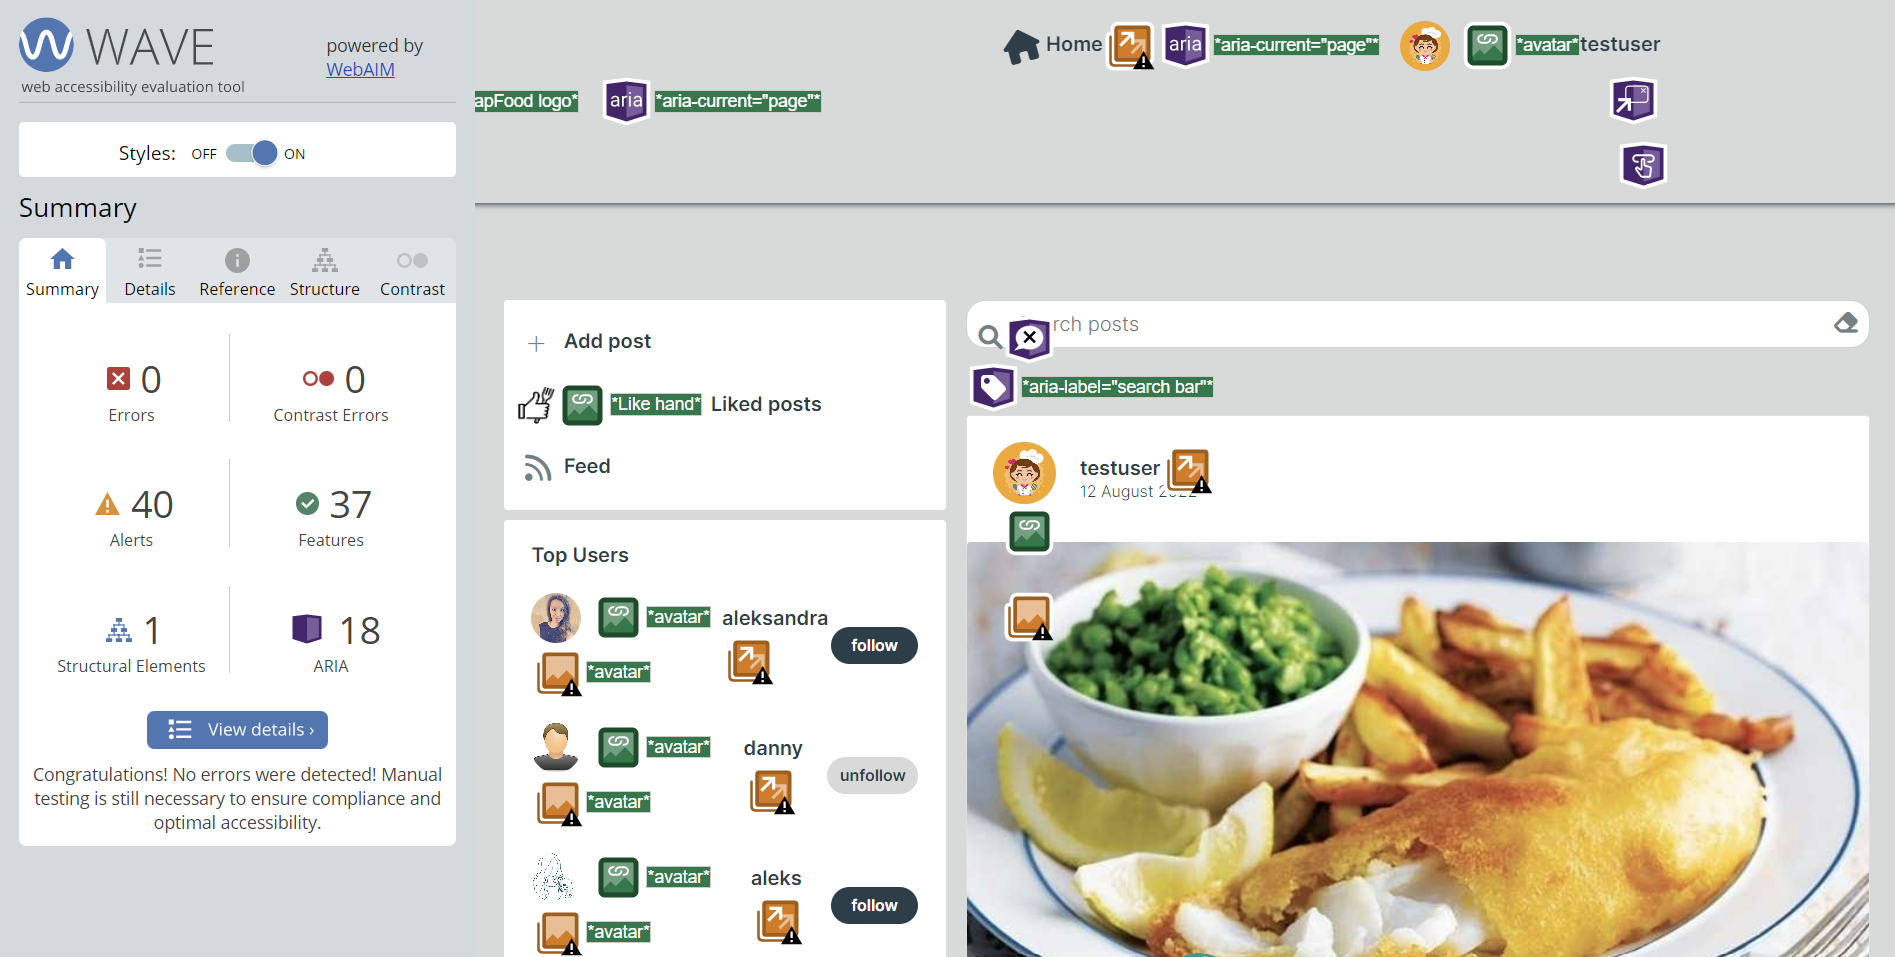 WAVE
powered by
WebAIM
web accessibility evaluation tool
Styles: OFF ON
Summary
Summary Details Reference Structure Contrast
0 Errors
0 Contrast Errors
40 Alerts
37 Features
1 Structural Elements
18 ARIA
View details ›
Congratulations! No errors were detected! Manual
testing is still necessary to ensure compliance and
optimal accessibility.
Home aria *aria-current="page"* *avatar* testuser
apFood logo* aria *aria-current="page"*
Add post
*Like hand* Liked posts
Feed
Top Users
*avatar* aleksandra
*avatar*
follow
*avatar* danny
*avatar*
unfollow
*avatar* aleks
*avatar*
follow
rch posts
*aria-label="search bar"*
testuser
12 August